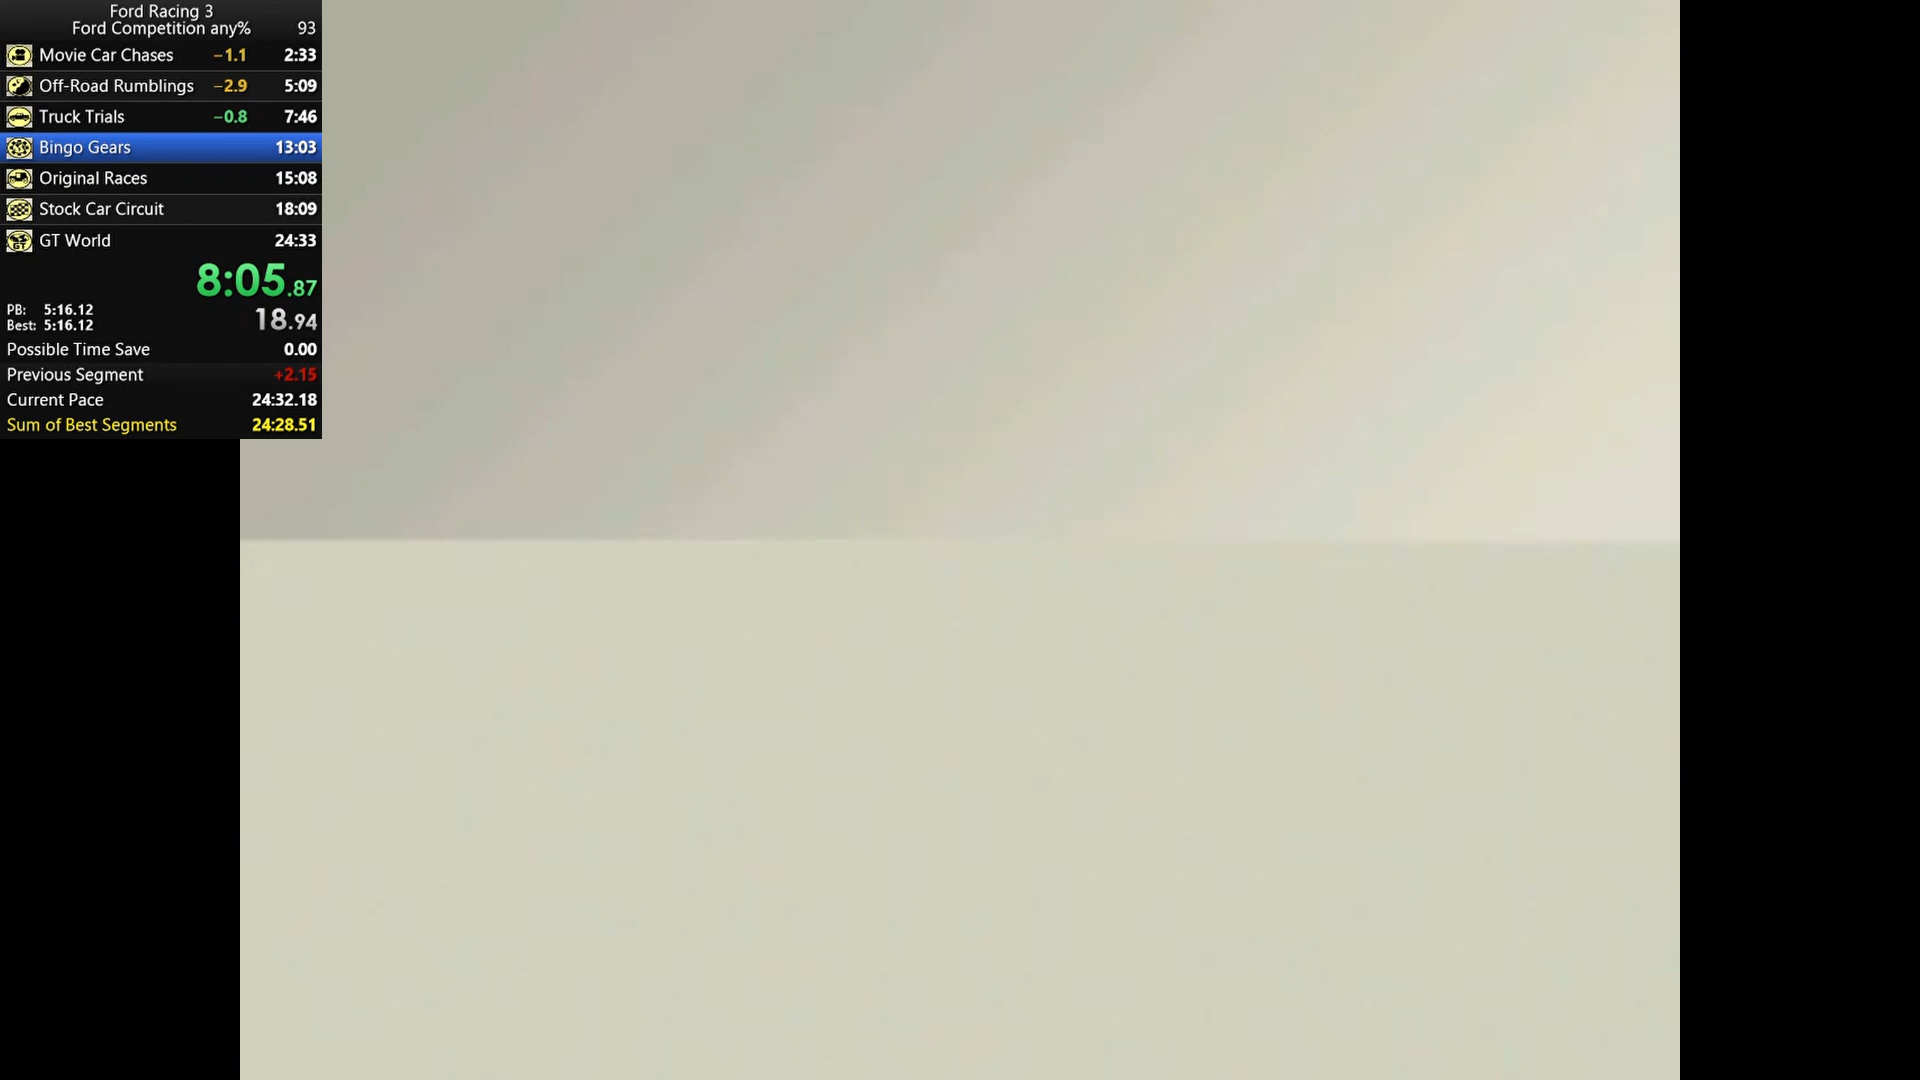 Ford Racing 3
Ford Competition any% 93
Movie Car Chases −1.1 2:33
Off-Road Rumblings −2.9 5:09
Truck Trials −0.8 7:46
Bingo Gears 13:03
Original Races 15:08
Stock Car Circuit 18:09
GT World 24:33
8:05.87
PB: 5:16.12
Best: 5:16.12
18.94
Possible Time Save 0.00
Previous Segment +2.15
Current Pace 24:32.18
Sum of Best Segments 24:28.51